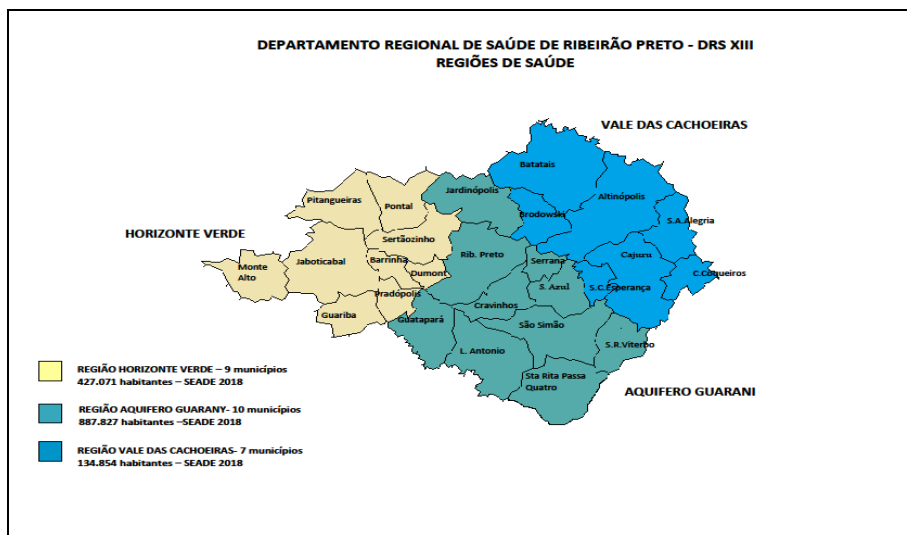 DEPARTAMENTO REGIONAL DE SAÚDE DE RIBEIRÃO PRETO - DRS XIII
REGIÕES DE SAÚDE
VALE DAS CACHOEIRAS
Batatais
Jardinópolis
Altinópolis
Pitangueiras
Pontal
Brodowski
S.A.Alegria
HORIZONTE VERDE
Sertãozinho
Rib. Preto
Cajuru
Monte
Alto
Jaboticabal
Barrinha
Serrana
Dumont
C.Coqueiros
S. Azul
S.C.Esperança
Pradópolis
Cravinhos
Guariba
Guatapará
São Simão
S.R.Viterbo
L. Antonio
Sta Rita Passa
Quatro
AQUIFERO GUARANI
REGIÃO HORIZONTE VERDE – 9 municípios
427.071 habitantes – SEADE 2018
REGIÃO AQUIFERO GUARANY- 10 municípios
887.827 habitantes –SEADE 2018
REGIÃO VALE DAS CACHOEIRAS- 7 municípios
134.854 habitantes – SEADE 2018